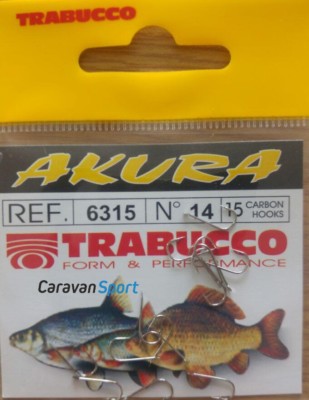 TRABUCCO
AKURA
REF. 6315 N° 14 15 CARBON HOOKS
TRABUCCO
FORM & PERFORMANCE
CaravanSport